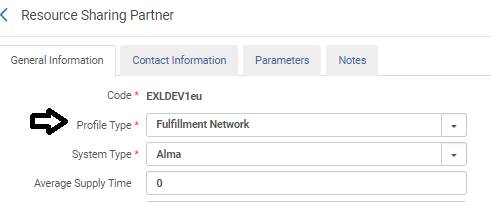 Resource Sharing Partner
General Information Contact Information Parameters Notes
Code * EXLDEV1eu
Profile Type * Fulfillment Network
System Type * Alma
Average Supply Time 0